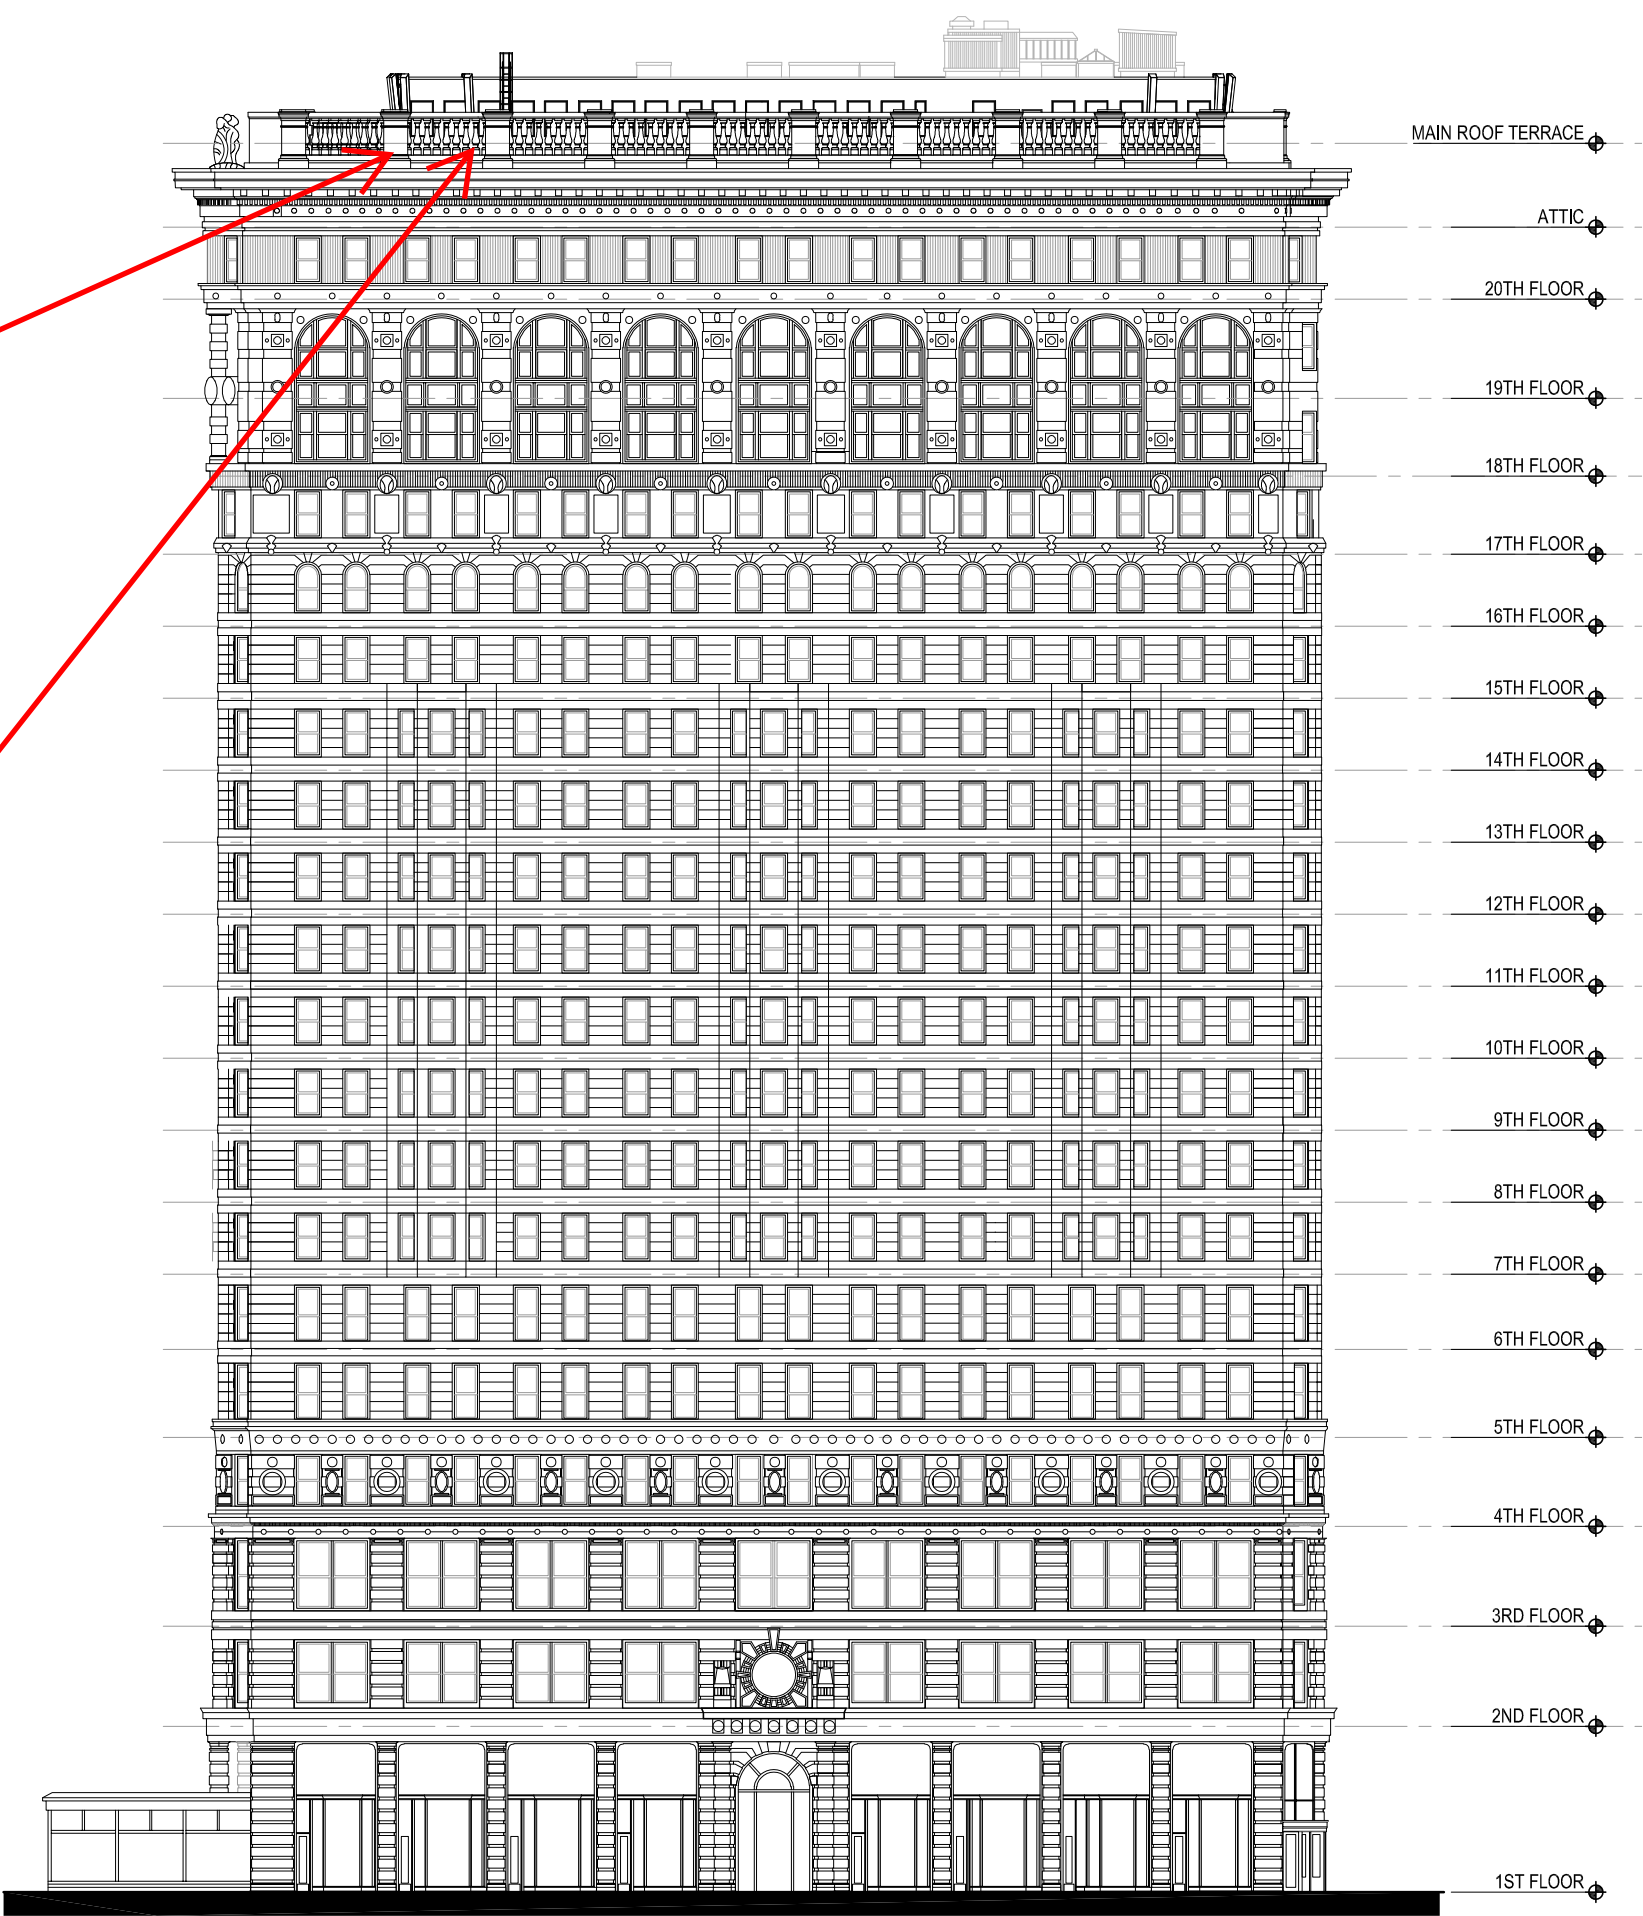 MAIN ROOF TERRACE
ATTIC
20TH FLOOR
19TH FLOOR
18TH FLOOR
17TH FLOOR
16TH FLOOR
15TH FLOOR
14TH FLOOR
13TH FLOOR
12TH FLOOR
11TH FLOOR
10TH FLOOR
9TH FLOOR
8TH FLOOR
7TH FLOOR
6TH FLOOR
5TH FLOOR
4TH FLOOR
3RD FLOOR
2ND FLOOR
1ST FLOOR